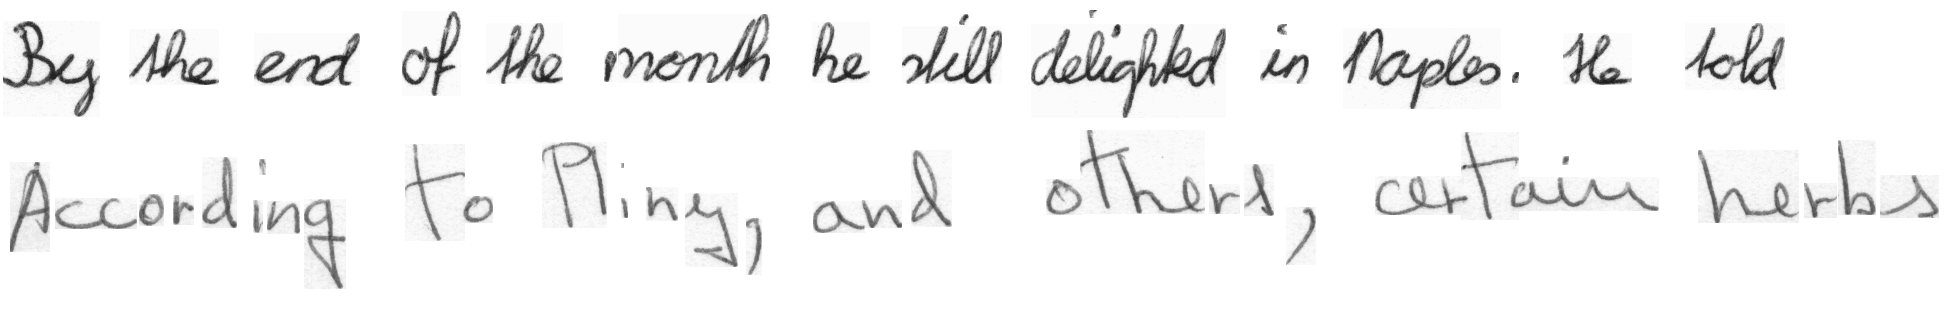 By the end of the month he still delighted in Naples. He told
According to Pliny, and others, certain herbs